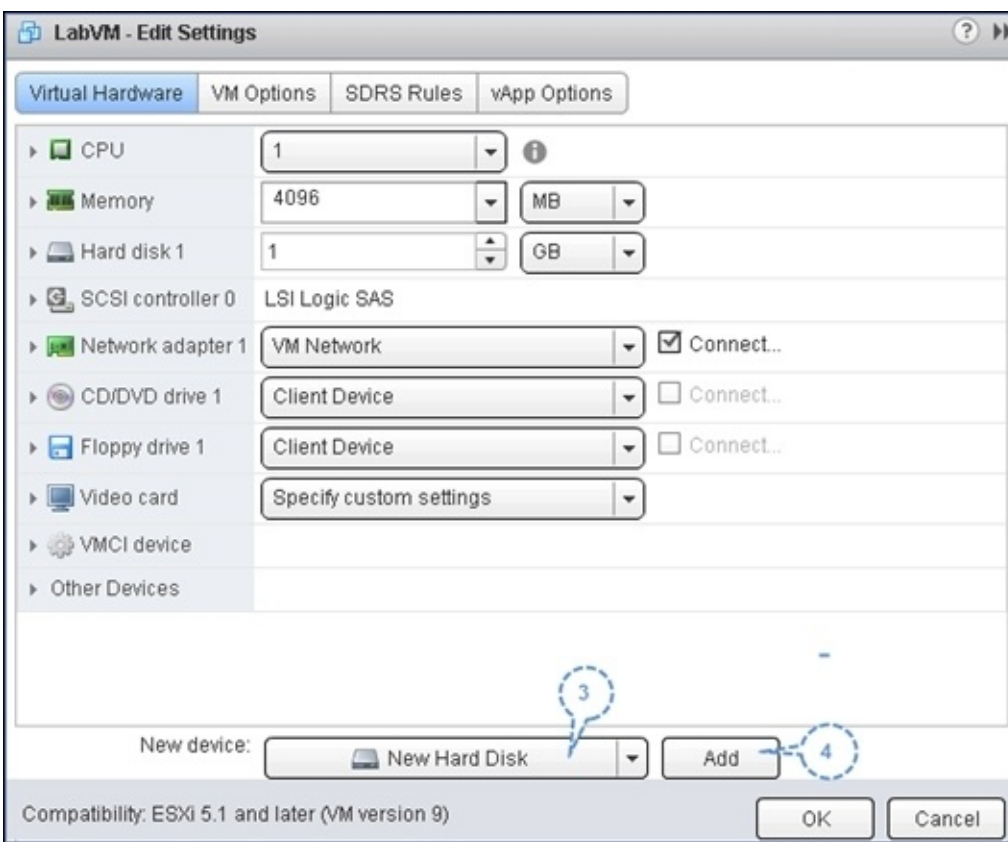 LabVM - Edit Settings ?
Virtual Hardware VM Options SDRS Rules vApp Options
CPU 1
Memory 4096 MB
Hard disk 1 1 GB
SCSI controller 0 LSI Logic SAS
Network adapter 1 VM Network Connect...
CD/DVD drive 1 Client Device Connect...
Floppy drive 1 Client Device Connect...
Video card Specify custom settings
VMCI device
Other Devices
3
New device: New Hard Disk Add 4
Compatibility: ESXi 5.1 and later (VM version 9) OK Cancel